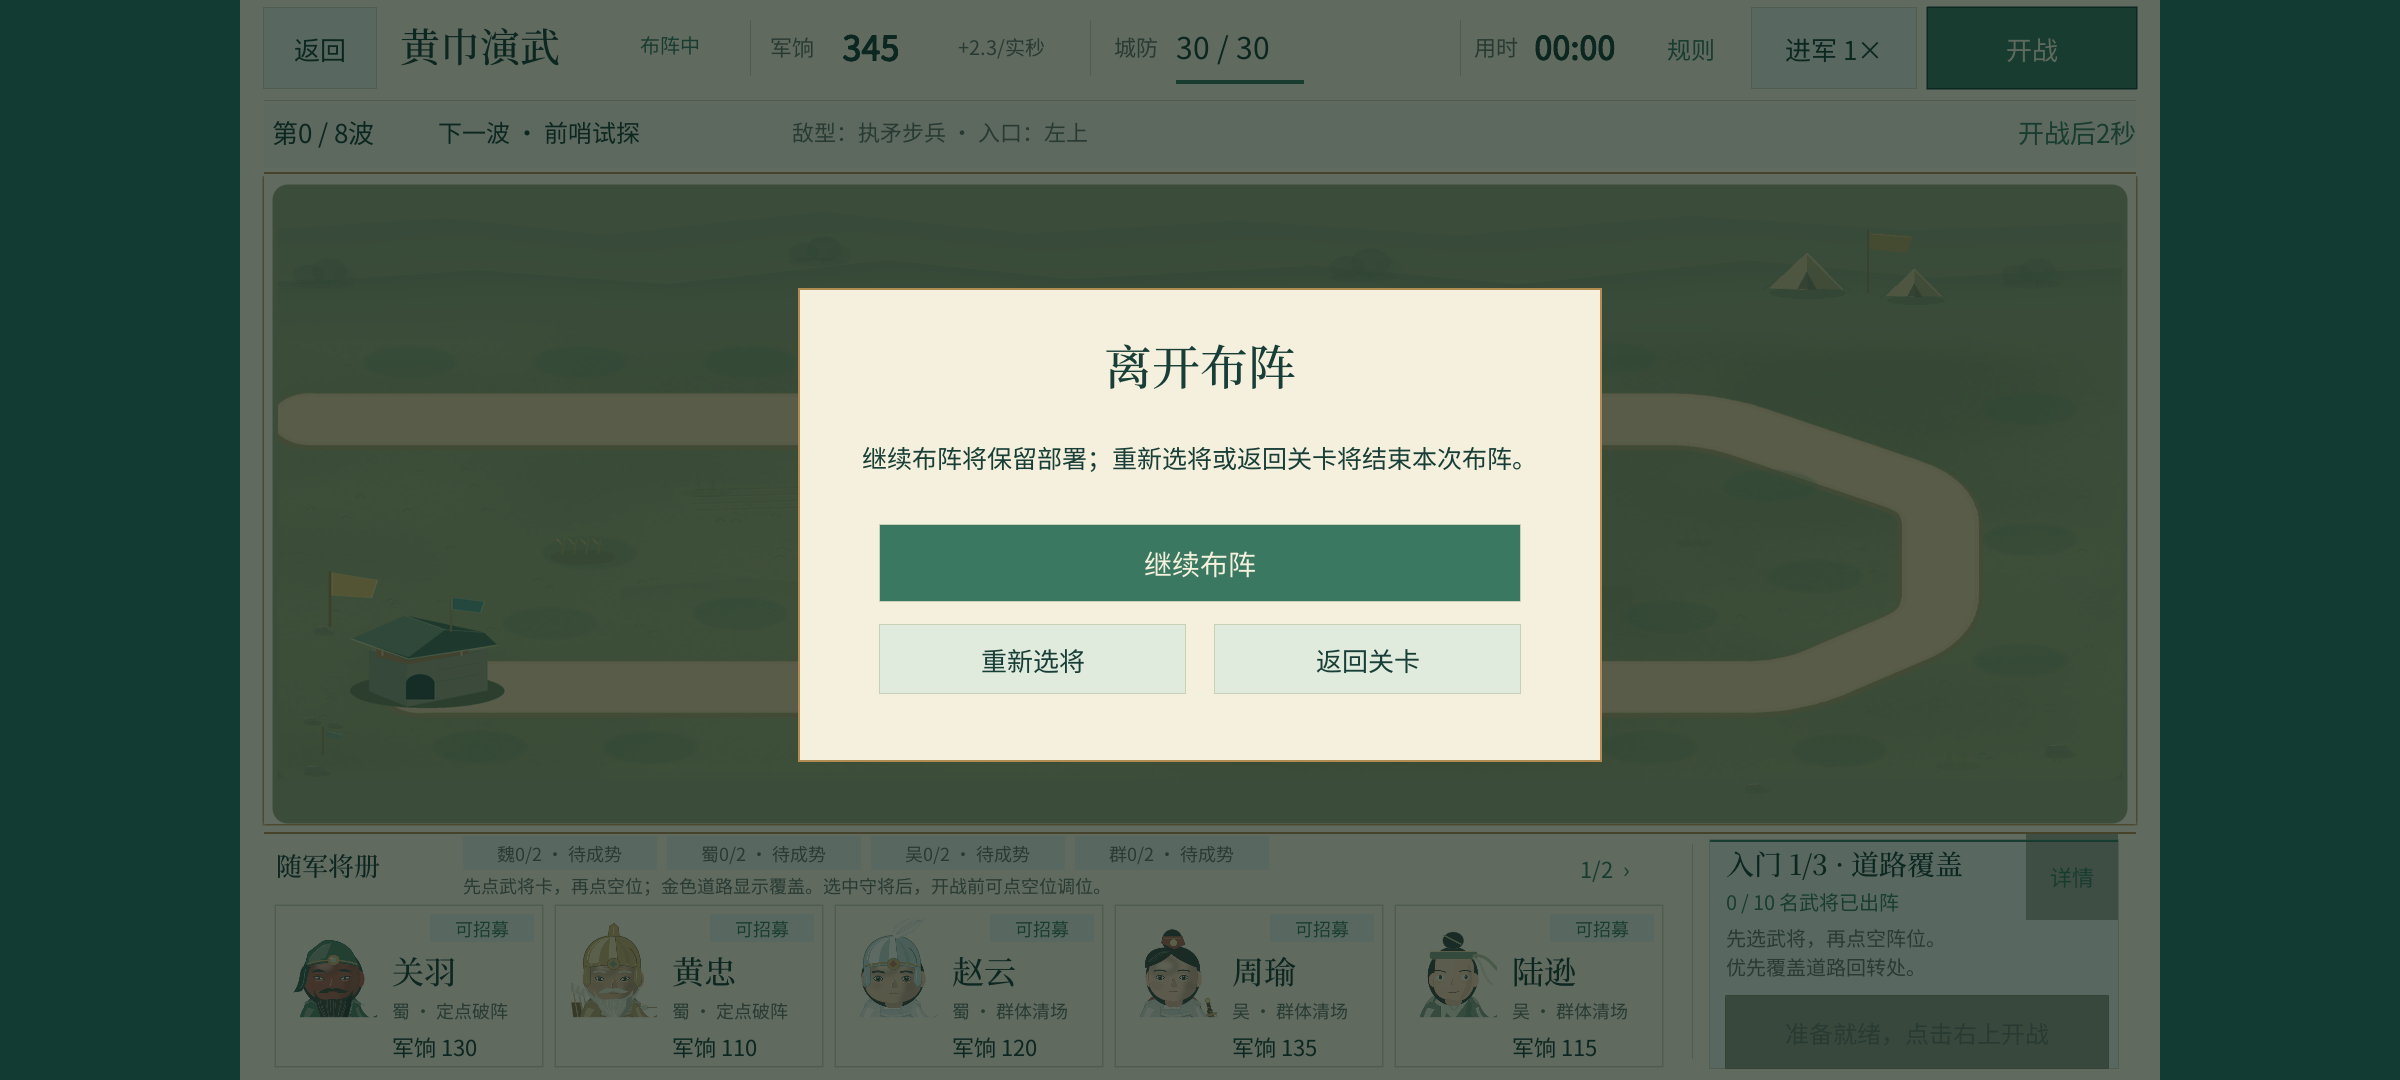 返回
黄巾演武
布阵中
军饷 345 +2.3/实秒
城防 30 / 30
用时 00:00
规则
进军 1×
开战
第0 / 8波
下一波 · 前哨试探
敌型：执矛步兵 · 入口：左上
开战后2秒
离开布阵
继续布阵将保留部署；重新选将或返回关卡将结束本次布阵。
继续布阵
重新选将
返回关卡
随军将册
魏0/2 · 待成势
蜀0/2 · 待成势
吴0/2 · 待成势
群0/2 · 待成势
先点武将卡，再点空位；金色道路显示覆盖。选中守将后，开战前可点空位调位。
1/2 ›
可招募
关羽
蜀 · 定点破阵
军饷 130
可招募
黄忠
蜀 · 定点破阵
军饷 110
可招募
赵云
蜀 · 群体清场
军饷 120
可招募
周瑜
吴 · 群体清场
军饷 135
可招募
陆逊
吴 · 群体清场
军饷 115
入门 1/3 · 道路覆盖
详情
0 / 10 名武将已出阵
先选武将，再点空阵位。
优先覆盖道路回转处。
准备就绪，点击右上开战